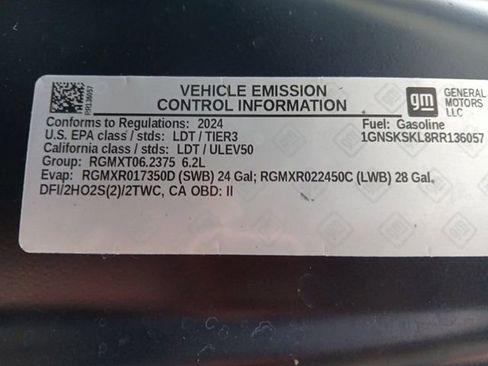 RR136057
VEHICLE EMISSION
CONTROL INFORMATION
gm
GENERAL
MOTORS
LLC
Conforms to Regulations: 2024
Fuel: Gasoline
U.S. EPA class / stds: LDT / TIER3
1GNSKSKL8RR136057
California class / stds: LDT / ULEV50
Group: RGMXT06.2375 6.2L
Evap: RGMXR017350D (SWB) 24 Gal; RGMXR022450C (LWB) 28 Gal.
DFI/2HO2S(2)/2TWC, CA OBD: II